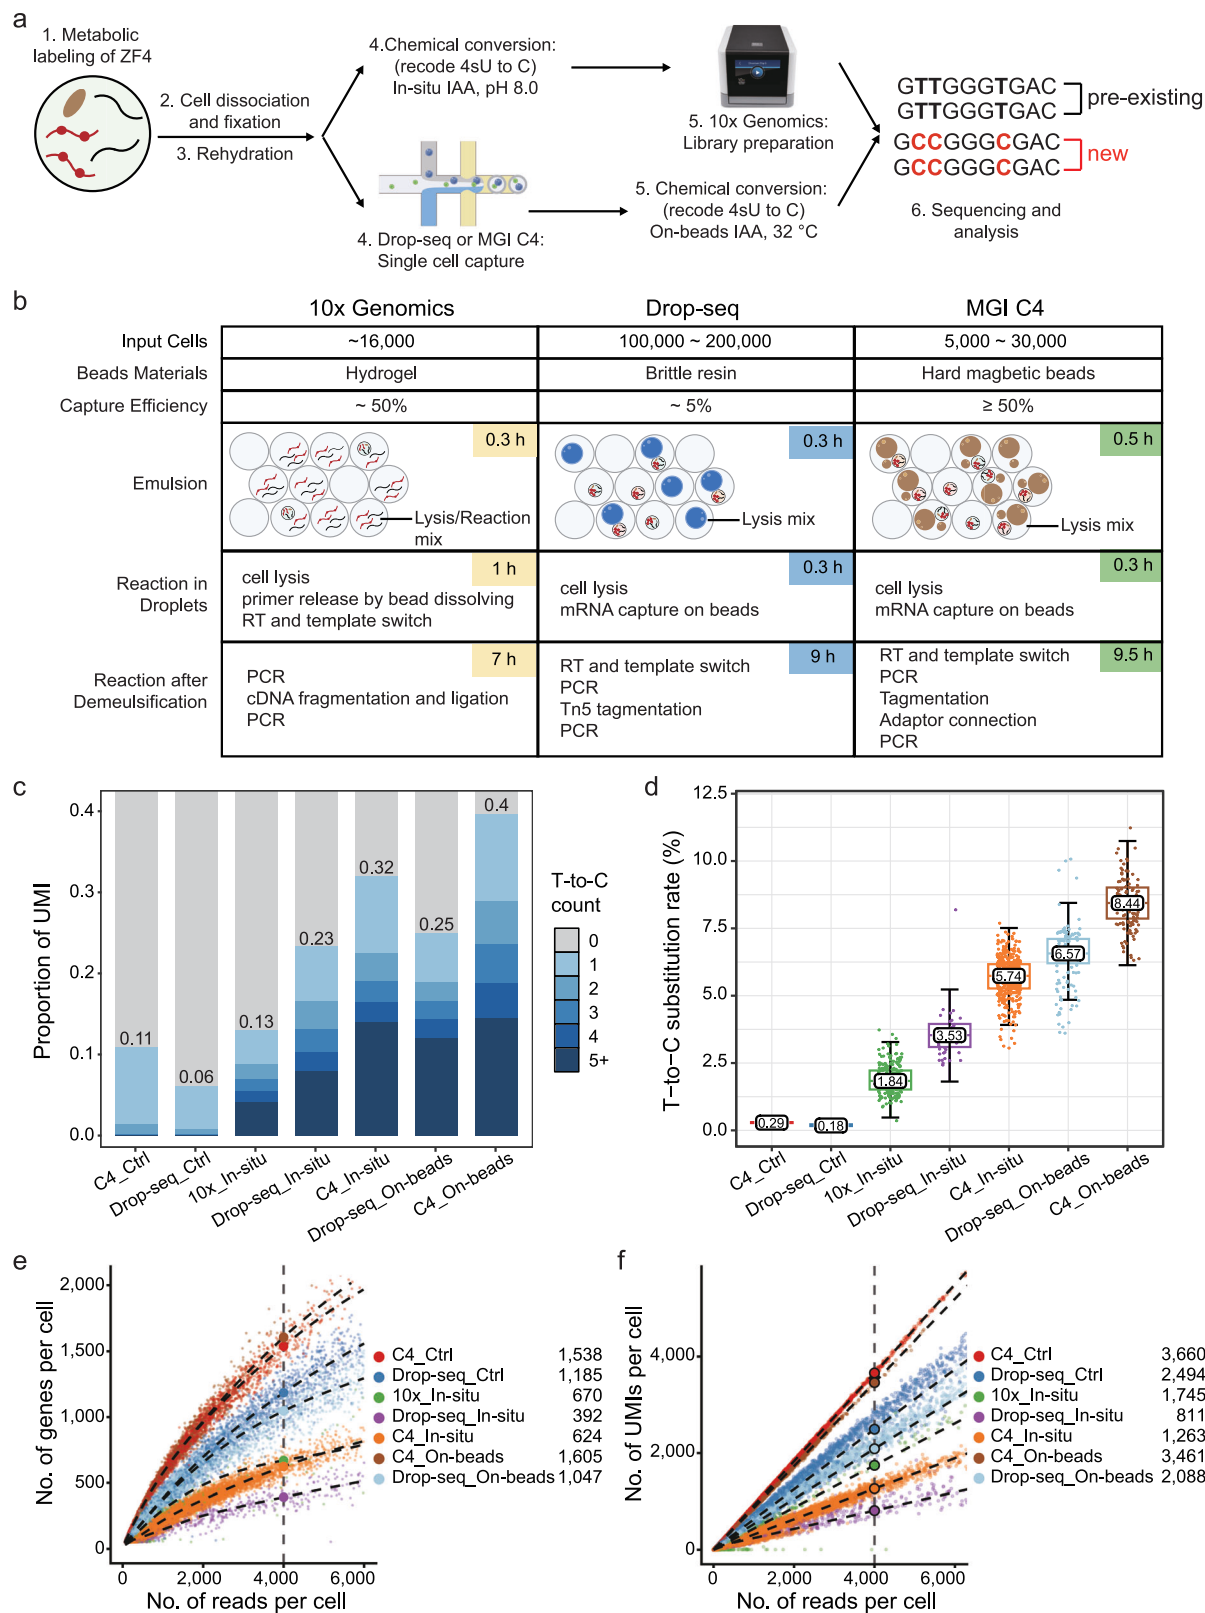 a
1. Metabolic
labeling of ZF4
2. Cell dissociation
and fixation
3. Rehydration
4.Chemical conversion:
(recode 4sU to C)
In-situ IAA, pH 8.0
5. 10x Genomics:
Library preparation
4. Drop-seq or MGI C4:
Single cell capture
5. Chemical conversion:
(recode 4sU to C)
On-beads IAA, 32 °C
GTTGGGTGAC
GTTGGGTGAC
pre-existing
GCCGGGCGAC
GCCGGGCGAC
new
6. Sequencing and
analysis
b
10x Genomics
Drop-seq
MGI C4
Input Cells
~16,000
100,000 ~ 200,000
5,000 ~ 30,000
Beads Materials
Hydrogel
Brittle resin
Hard magbetic beads
Capture Efficiency
~ 50%
~ 5%
≥ 50%
Emulsion
0.3 h
Lysis/Reaction
mix
0.3 h
Lysis mix
0.5 h
Lysis mix
Reaction in
Droplets
1 h
cell lysis
primer release by bead dissolving
RT and template switch
0.3 h
cell lysis
mRNA capture on beads
0.3 h
cell lysis
mRNA capture on beads
Reaction after
Demeulsification
7 h
PCR
cDNA fragmentation and ligation
PCR
9 h
RT and template switch
PCR
Tn5 tagmentation
PCR
9.5 h
RT and template switch
PCR
Tagmentation
Adaptor connection
PCR
c
Proportion of UMI
0.4
0.3
0.2
0.1
0.0
0.11
0.06
0.13
0.23
0.32
0.25
0.4
C4_Ctrl
Drop-seq_Ctrl
10x_In-situ
Drop-seq_In-situ
C4_In-situ
Drop-seq_On-beads
C4_On-beads
T-to-C
count
0
1
2
3
4
5+
d
T−to−C substitution rate (%)
12.5
10.0
7.5
5.0
2.5
0.0
0.29
0.18
1.84
3.53
5.74
6.57
8.44
C4_Ctrl
Drop-seq_Ctrl
10x_In-situ
Drop-seq_In-situ
C4_In-situ
Drop-seq_On-beads
C4_On-beads
e
No. of genes per cell
2,000
1,500
1,000
500
0
0
2,000
4,000
6,000
No. of reads per cell
C4_Ctrl 1,538
Drop-seq_Ctrl 1,185
10x_In-situ 670
Drop-seq_In-situ 392
C4_In-situ 624
C4_On-beads 1,605
Drop-seq_On-beads 1,047
f
No. of UMIs per cell
4,000
2,000
0
0
2,000
4,000
6,000
No. of reads per cell
C4_Ctrl 3,660
Drop-seq_Ctrl 2,494
10x_In-situ 1,745
Drop-seq_In-situ 811
C4_In-situ 1,263
C4_On-beads 3,461
Drop-seq_On-beads 2,088